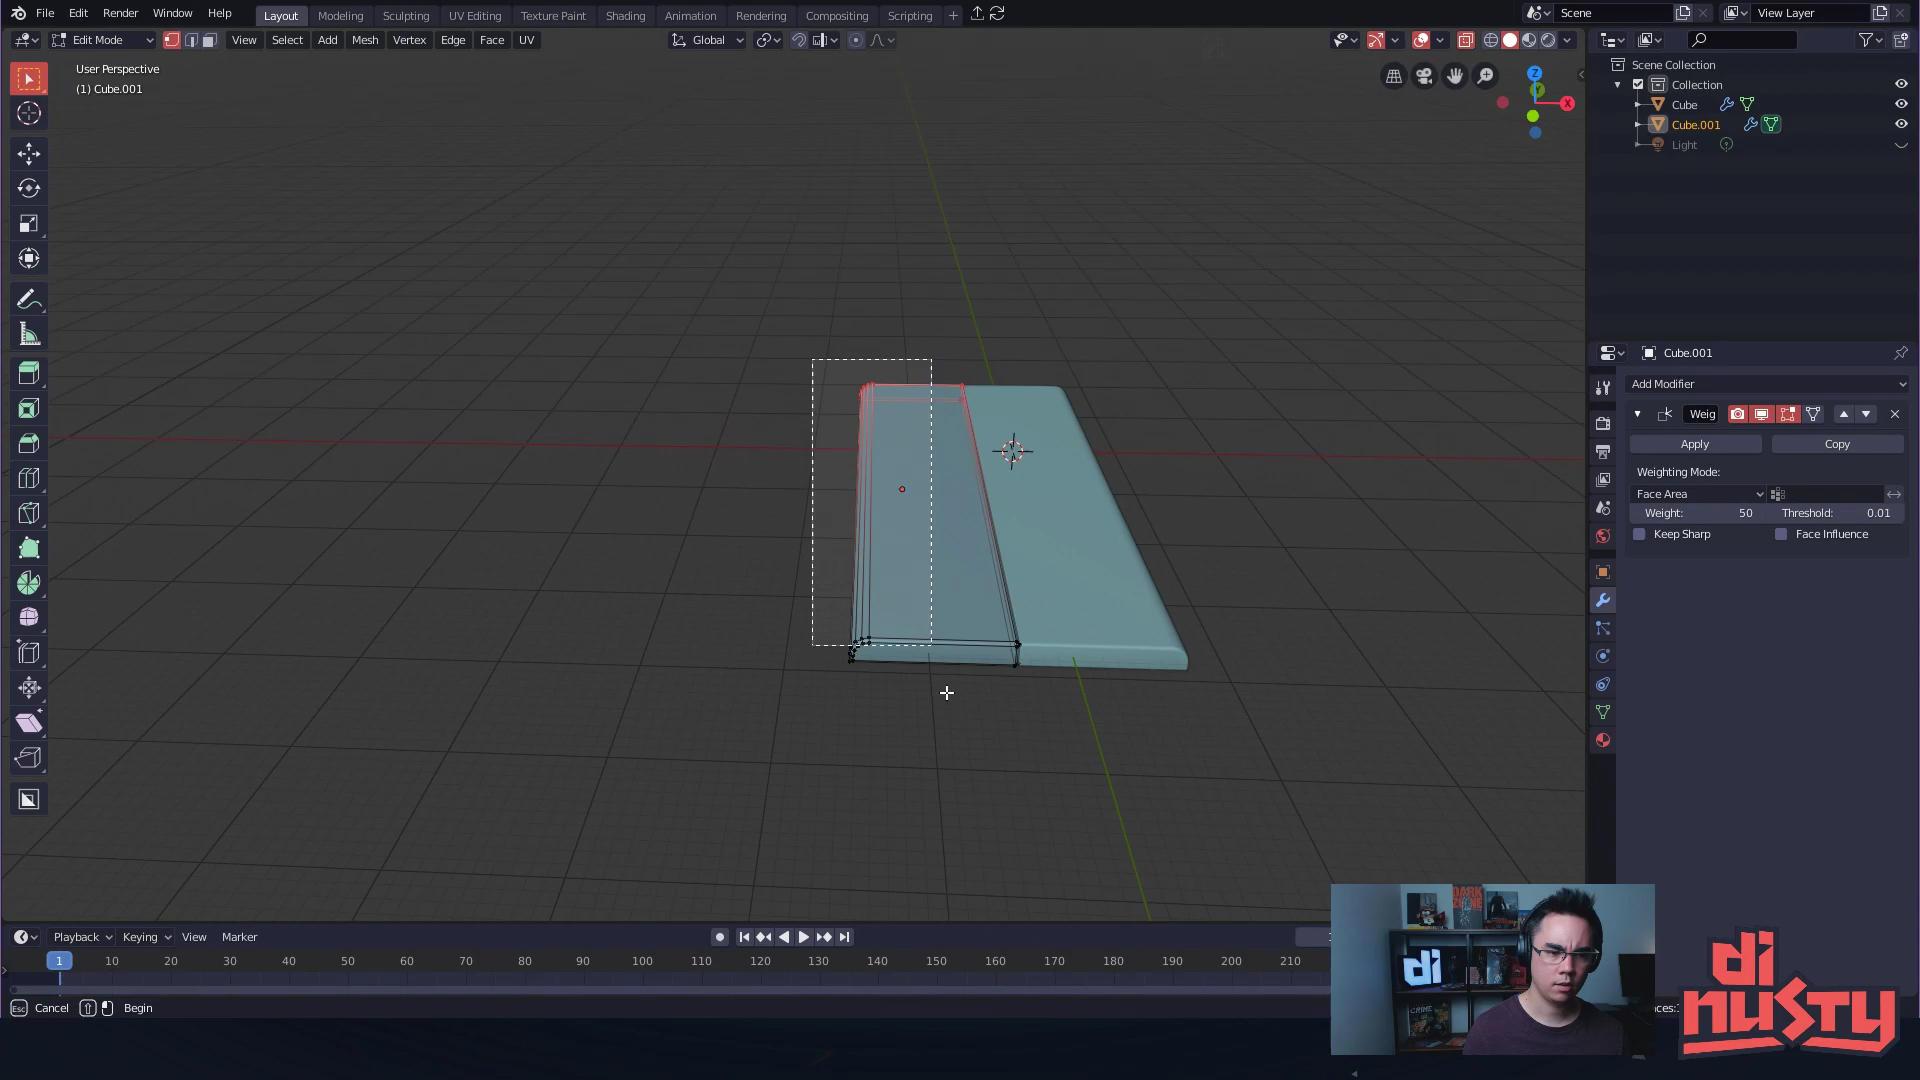 File Edit Render Window Help Layout Modeling Sculpting UV Editing Texture Paint Shading Animation Rendering Compositing Scripting + Scene View Layer
Edit Mode View Select Add Mesh Vertex Edge Face UV Global
User Perspective
(1) Cube.001
Z
Y
X
Scene Collection
Collection
Cube
Cube.001
Light
Cube.001
Add Modifier
Weig
Apply Copy
Weighting Mode:
Face Area
Weight: 50 Threshold: 0.01
Keep Sharp Face Influence
Playback Keying View Marker
1 10 20 30 40 50 60 70 80 90 100 110 120 130 140 150 160 170 180 190 200 210
Esc Cancel Begin
DARK ZONE
di
CRIME
di
nusty